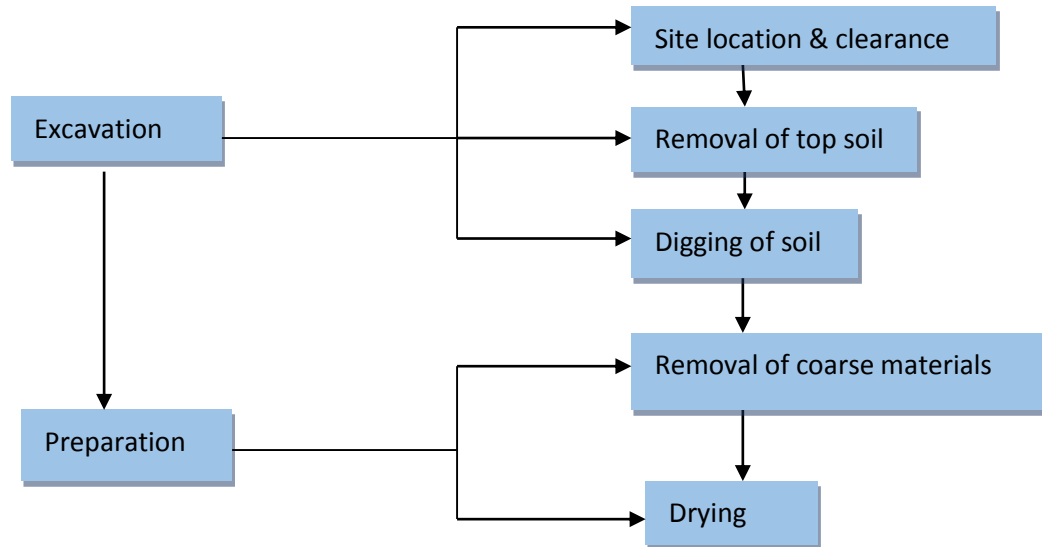 Site location & clearance
Excavation
Removal of top soil
Digging of soil
Removal of coarse materials
Preparation
Drying